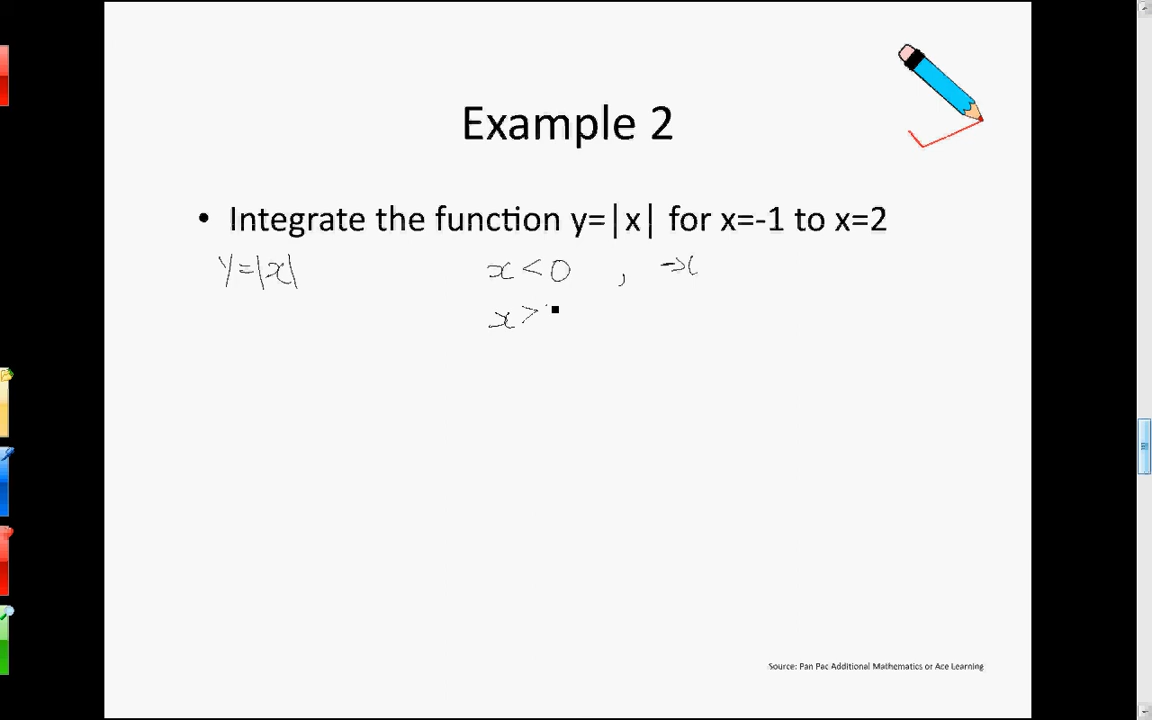 Example 2
• Integrate the function y=|x| for x=-1 to x=2
y=|x| x<0 , -x
x>
Source: Pan Pac Additional Mathematics or Ace Learning